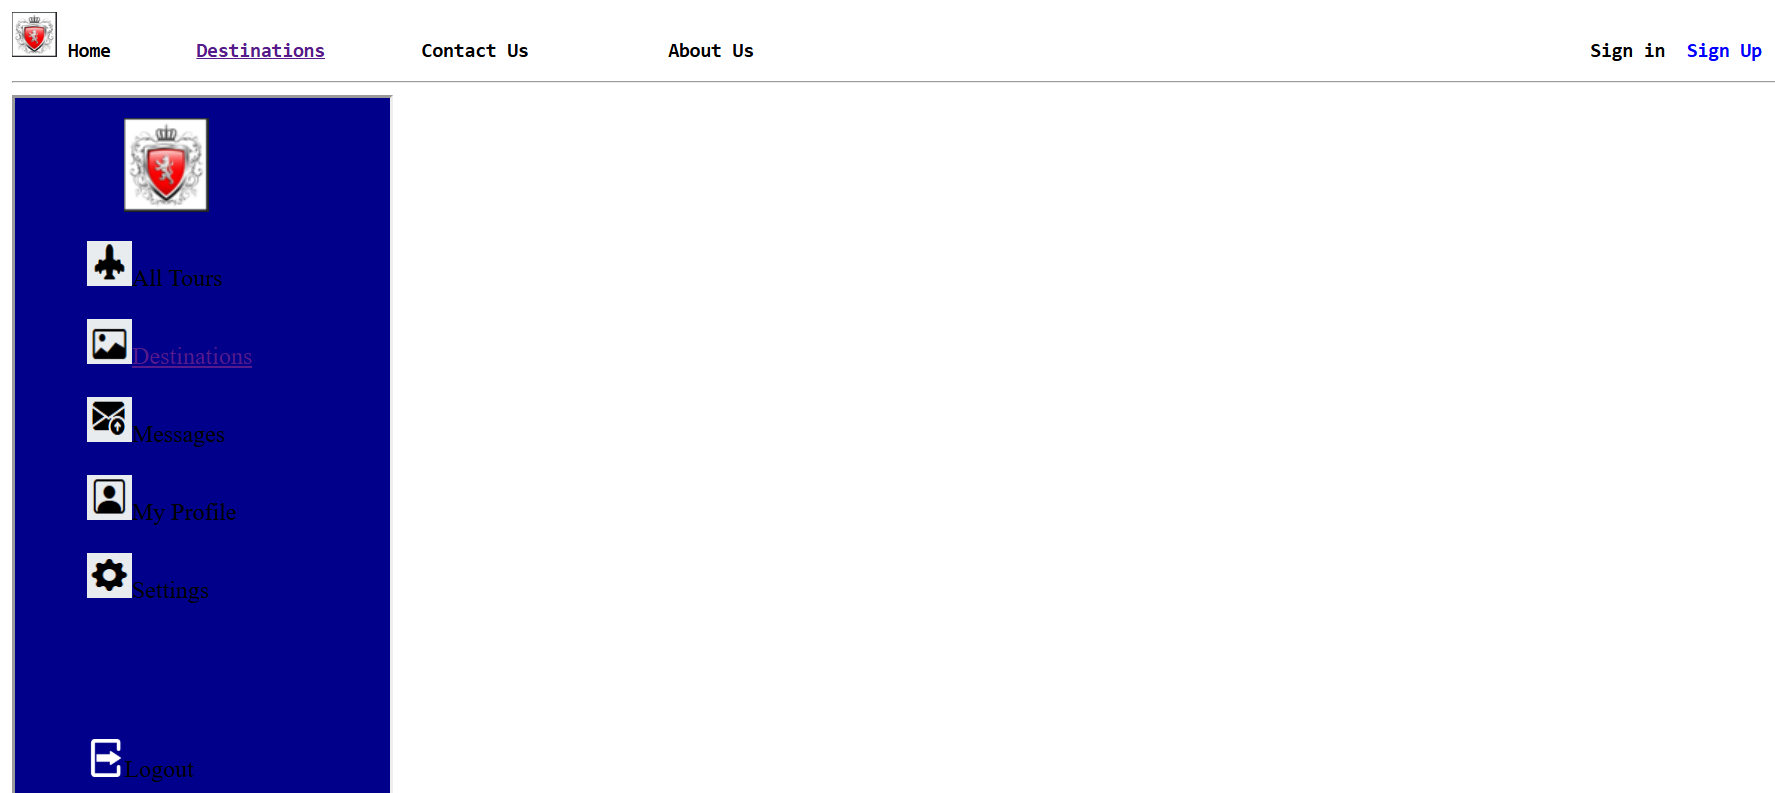 Home Destinations Contact Us About Us Sign in Sign Up
All Tours
Destinations
Messages
My Profile
Settings
Logout